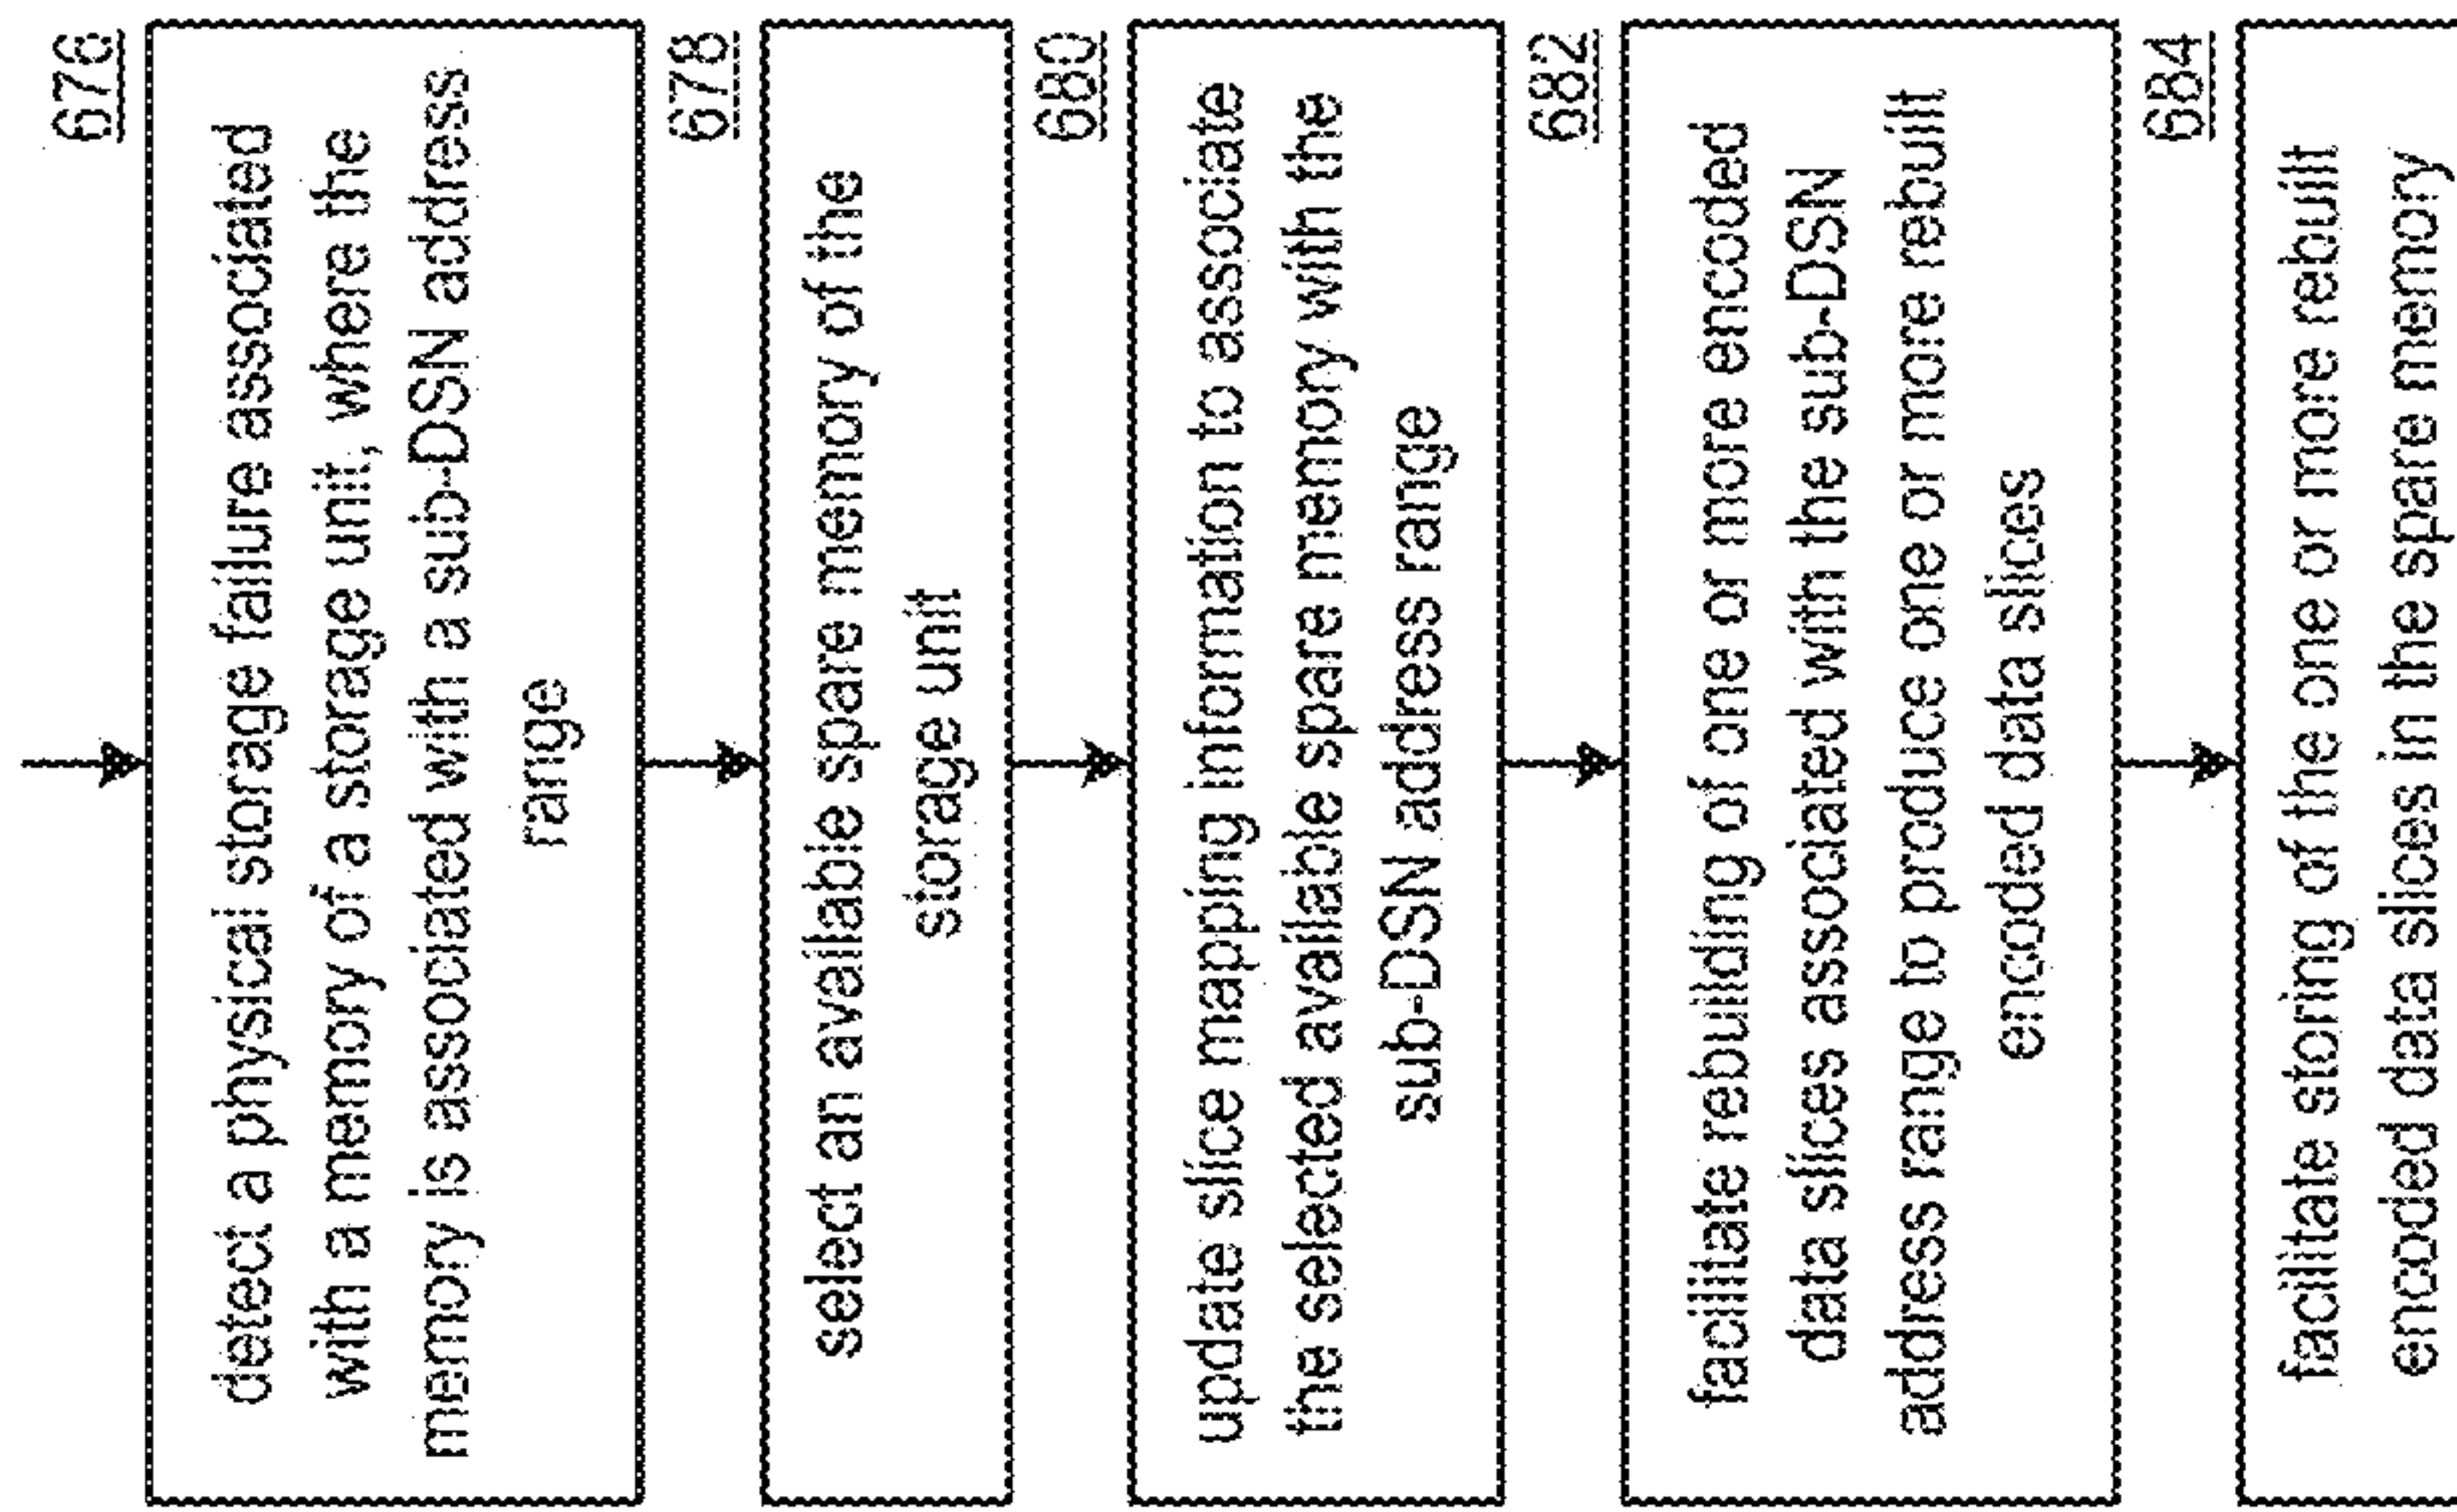 676
detect a physical storage failure associated
with a memory of a storage unit, where the
memory is associated with a sub-DSN address
range
678
select an available spare memory of the
storage unit
680
update slice mapping information to associate
the selected available spare memory with the
sub-DSN address range
682
facilitate rebuilding of one or more encoded
data slices associated with the sub-DSN
address range to produce one or more rebuilt
encoded data slices
684
facilitate storing of the one or more rebuilt
encoded data slices in the spare memory